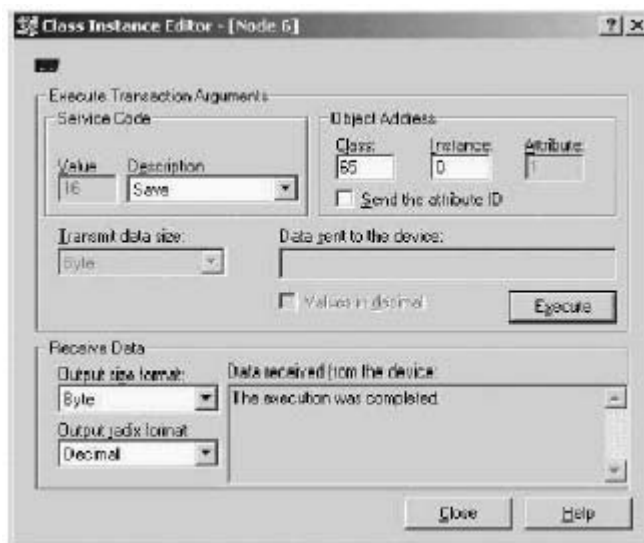 Class Instance Editor - [Node 6]
Execute Transaction Arguments
Service Code
Object Address
Value
Description
Class:
Instance:
Attribute:
16
Save
65
0
1
Send the attribute ID
Transmit data size:
Data sent to the device:
Byte
Values in decimal
Execute
Receive Data
Output size format:
Data received from the device:
Byte
The execution was completed.
Output radix format:
Decimal
Close
Help